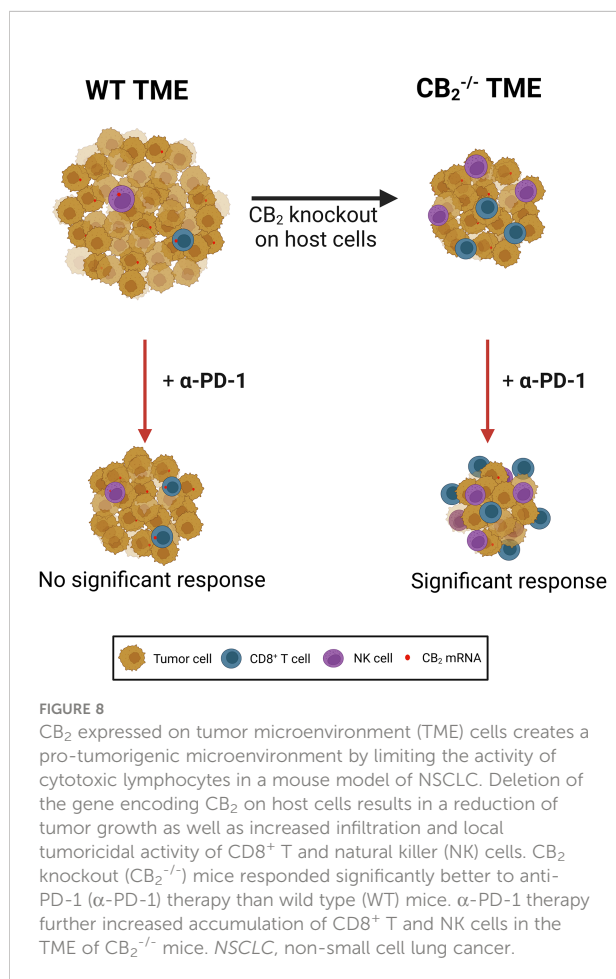 WT TME
CB₂⁻/⁻ TME
CB₂ knockout
on host cells
+ α-PD-1
+ α-PD-1
No significant response
Significant response
Tumor cell
CD8⁺ T cell
NK cell
CB₂ mRNA
FIGURE 8
CB₂ expressed on tumor microenvironment (TME) cells creates a
pro-tumorigenic microenvironment by limiting the activity of
cytotoxic lymphocytes in a mouse model of NSCLC. Deletion of
the gene encoding CB₂ on host cells results in a reduction of
tumor growth as well as increased infiltration and local
tumoricidal activity of CD8⁺ T and natural killer (NK) cells. CB₂
knockout (CB₂⁻/⁻) mice responded significantly better to anti-
PD-1 (α-PD-1) therapy than wild type (WT) mice. α-PD-1 therapy
further increased accumulation of CD8⁺ T and NK cells in the
TME of CB₂⁻/⁻ mice. NSCLC, non-small cell lung cancer.